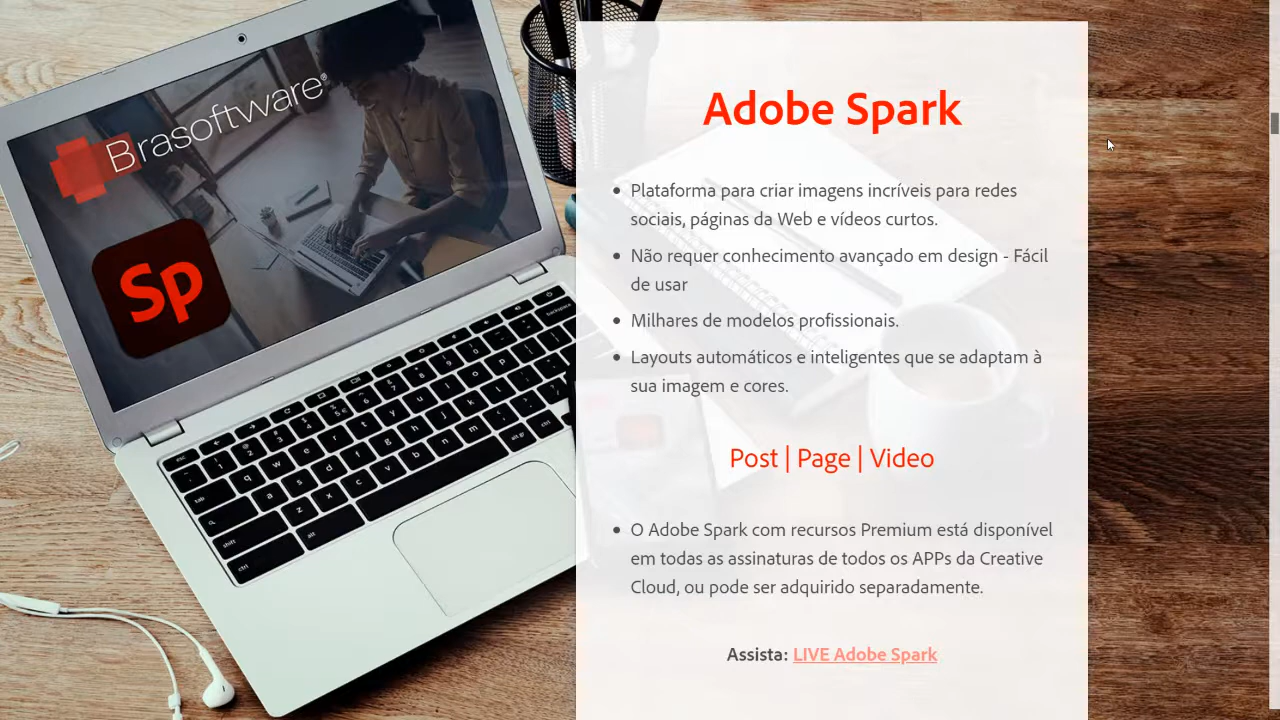 Brasoftware®
Sp
Adobe Spark
• Plataforma para criar imagens incríveis para redes
sociais, páginas da Web e vídeos curtos.
• Não requer conhecimento avançado em design - Fácil
de usar
• Milhares de modelos profissionais.
• Layouts automáticos e inteligentes que se adaptam à
sua imagem e cores.
Post | Page | Video
• O Adobe Spark com recursos Premium está disponível
em todas as assinaturas de todos os APPs da Creative
Cloud, ou pode ser adquirido separadamente.
Assista: LIVE Adobe Spark